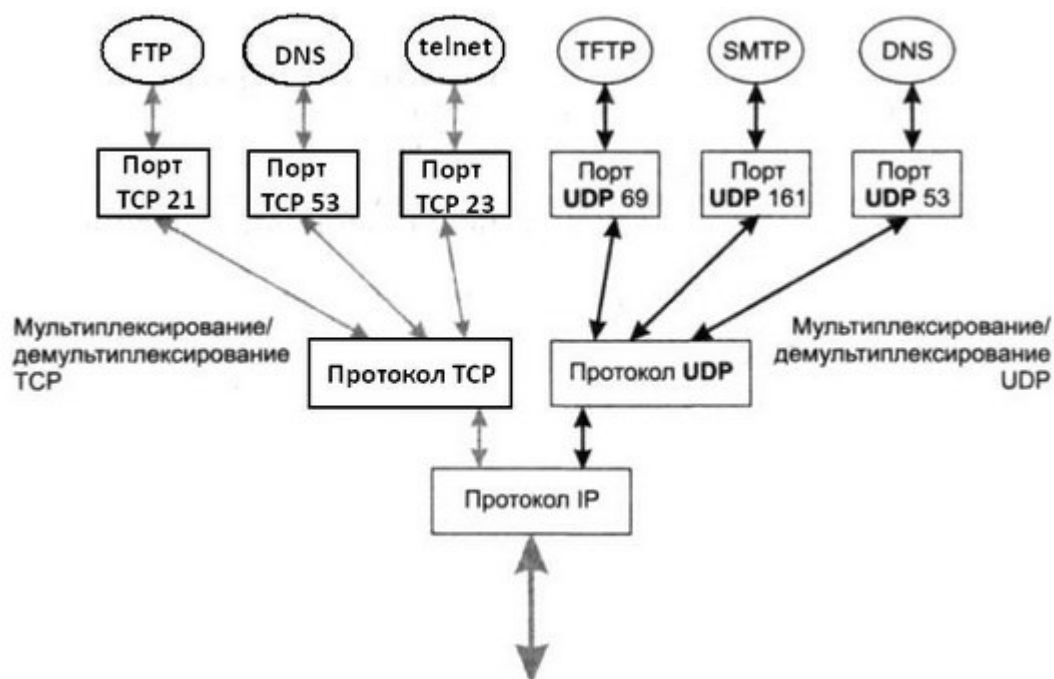 FTP
DNS
telnet
TFTP
SMTP
DNS
Порт
TCP 21
Порт
TCP 53
Порт
TCP 23
Порт
UDP 69
Порт
UDP 161
Порт
UDP 53
Мультиплексирование/
демультиплексирование
TCP
Протокол TCP
Протокол UDP
Мультиплексирование/
демультиплексирование
UDP
Протокол IP